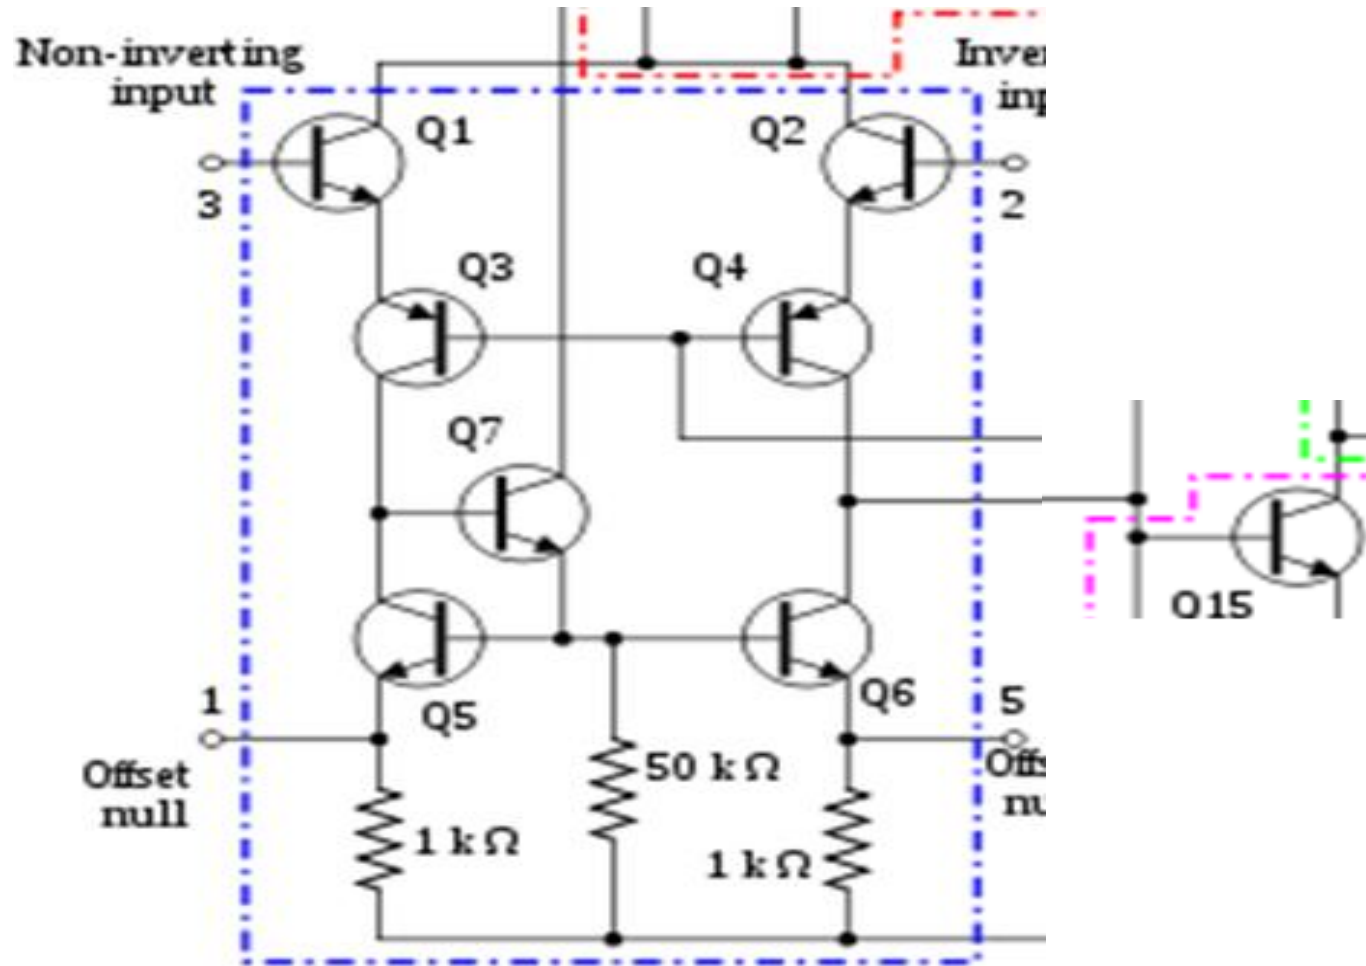 Non-inverting
input
Q1
Q2
3
2
Q3
Q4
Q7
Q15
1
Q5
Q6
5
Offset
null
50 kΩ
1 kΩ
1 kΩ